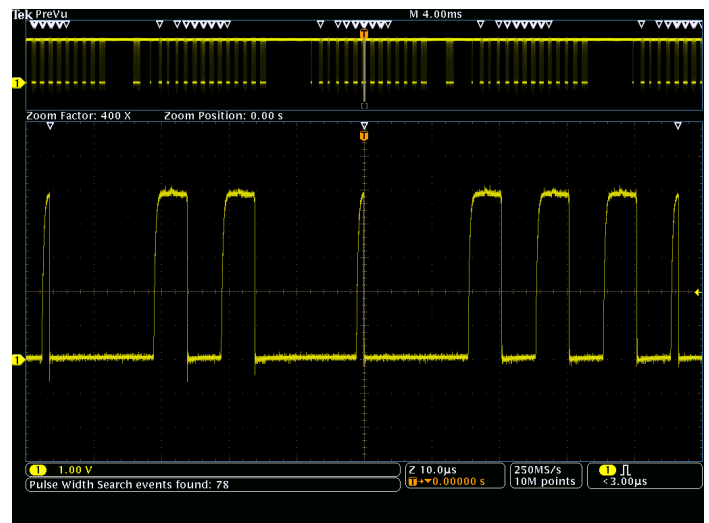 Tek PreVu M 4.00ms
T
1
Zoom Factor: 400 X Zoom Position: 0.00 s
T
1
1 1.00 V Z 10.0µs 250MS/s 1
T→▼0.00000 s 10M points <3.00µs
Pulse Width Search events found: 78